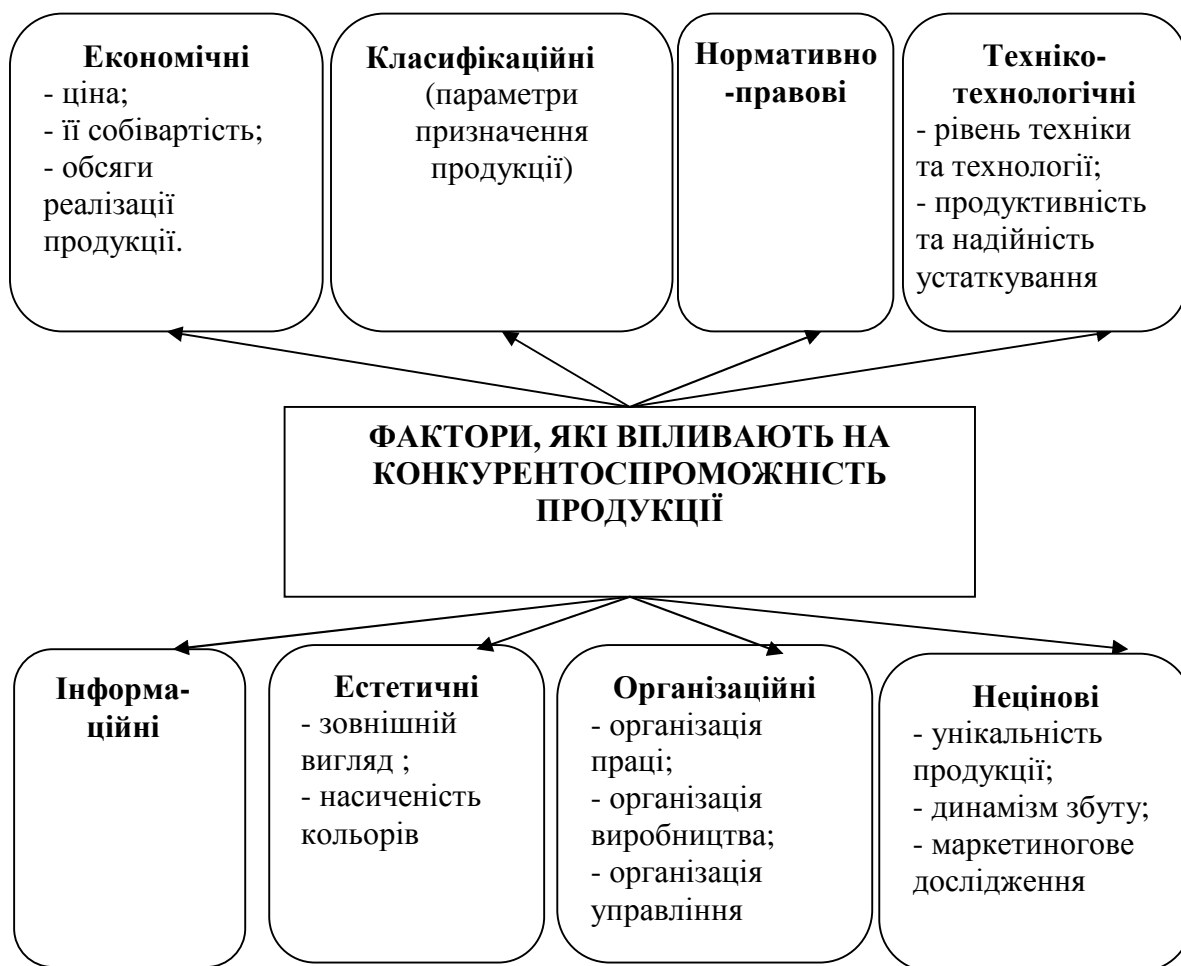 Економічні
- ціна;
- її собівартість;
- обсяги
реалізації
продукції.
Класифікаційні
(параметри
призначення
продукції)
Нормативно
-правові
Техніко-
технологічні
- рівень техніки
та технології;
- продуктивність
та надійність
устаткування
ФАКТОРИ, ЯКІ ВПЛИВАЮТЬ НА
КОНКУРЕНТОСПРОМОЖНІСТЬ
ПРОДУКЦІЇ
Інформа-
ційні
Естетичні
- зовнішній
вигляд ;
- насиченість
кольорів
Організаційні
- організація
праці;
- організація
виробництва;
- організація
управління
Нецінові
- унікальність
продукції;
- динамізм збуту;
- маркетиногове
дослідження